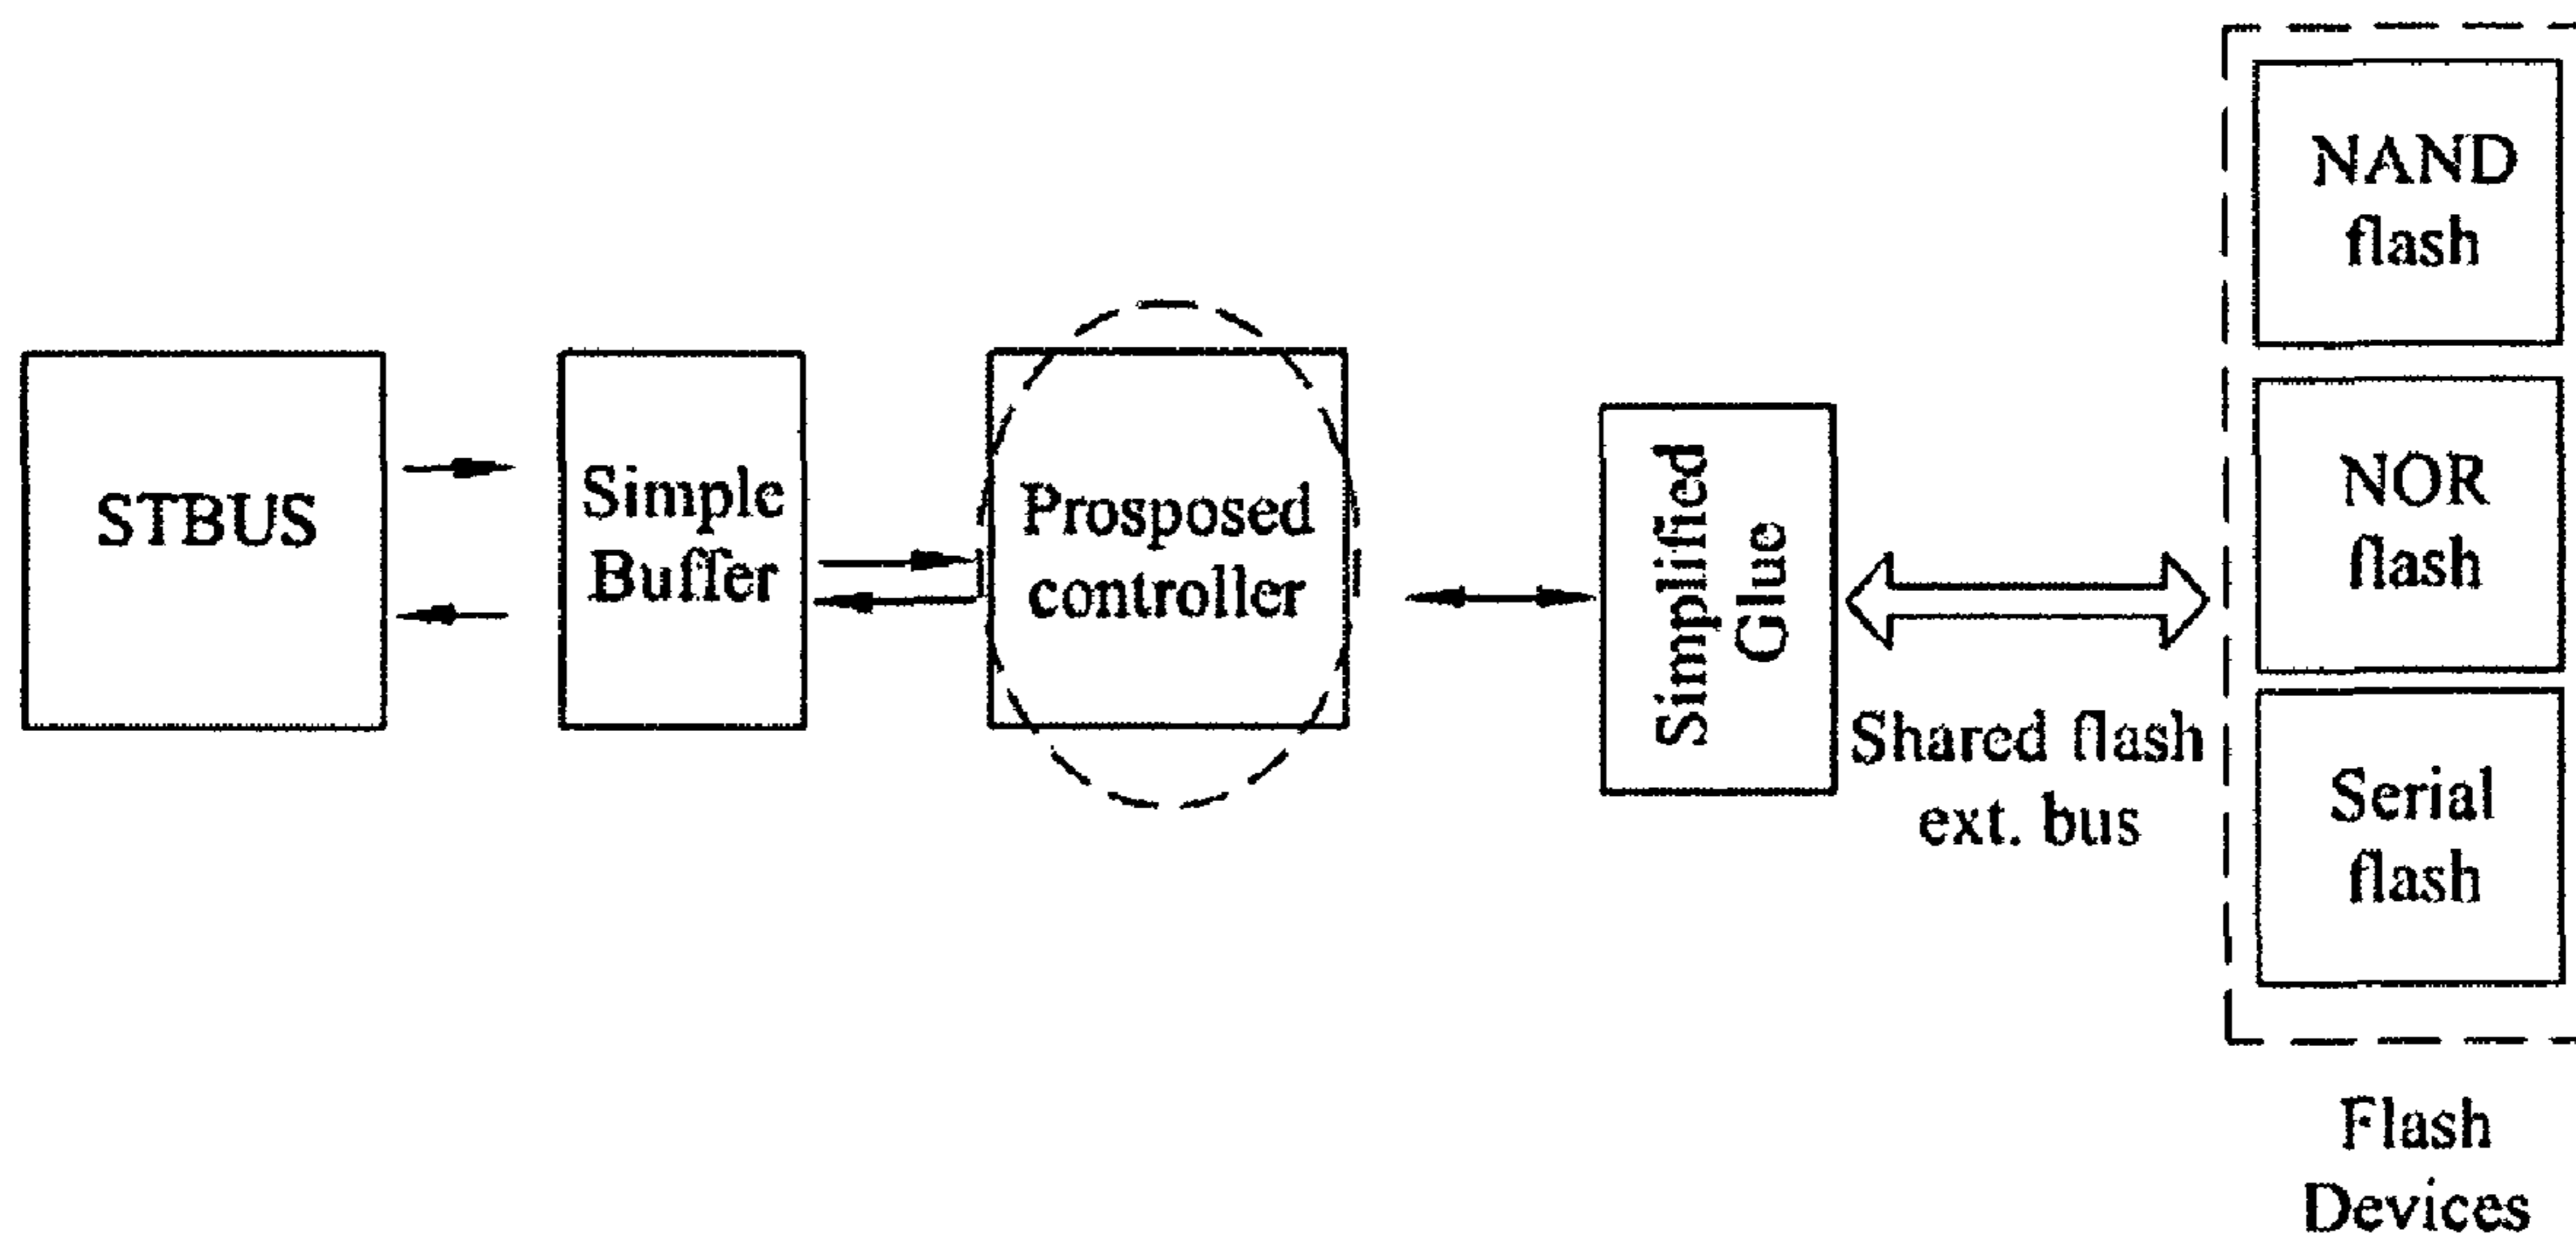 STBUS
Simple
Buffer
Prosposed
controller
Simplified
Glue
Shared flash
ext. bus
NAND
flash
NOR
flash
Serial
flash
Flash
Devices